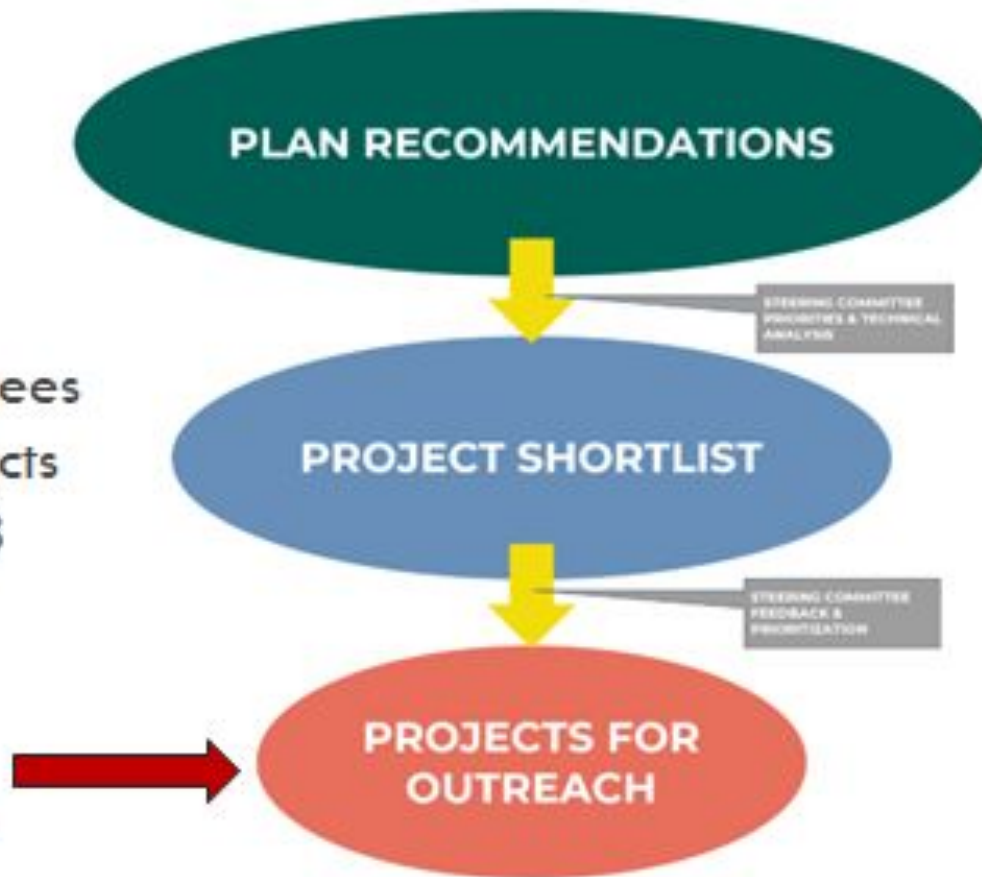 PLAN RECOMMENDATIONS
STEERING COMMITTEE
PRIORITIES & TECHNICAL
ANALYSIS
ees
cts
s
PROJECT SHORTLIST
STEERING COMMITTEE
FEEDBACK &
PRIORITIZATION
PROJECTS FOR
OUTREACH